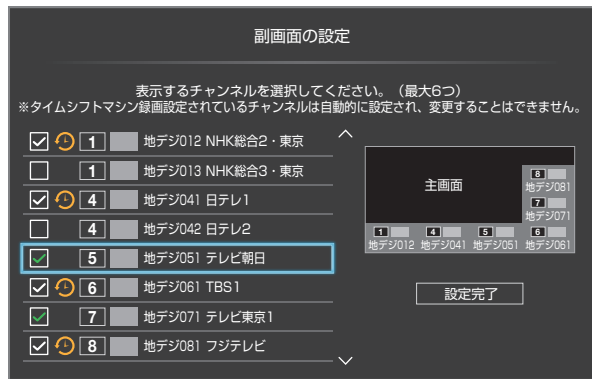 副画面の設定
表示するチャンネルを選択してください。（最大6つ）
※タイムシフトマシン録画設定されているチャンネルは自動的に設定され、変更することはできません。
1 地デジ012 NHK総合2・東京
1 地デジ013 NHK総合3・東京
4 地デジ041 日テレ1
4 地デジ042 日テレ2
5 地デジ051 テレビ朝日
6 地デジ061 TBS1
7 地デジ071 テレビ東京1
8 地デジ081 フジテレビ
主画面
8
地デジ081
7
地デジ071
1 4 5 6
地デジ012 地デジ041 地デジ051 地デジ061
設定完了